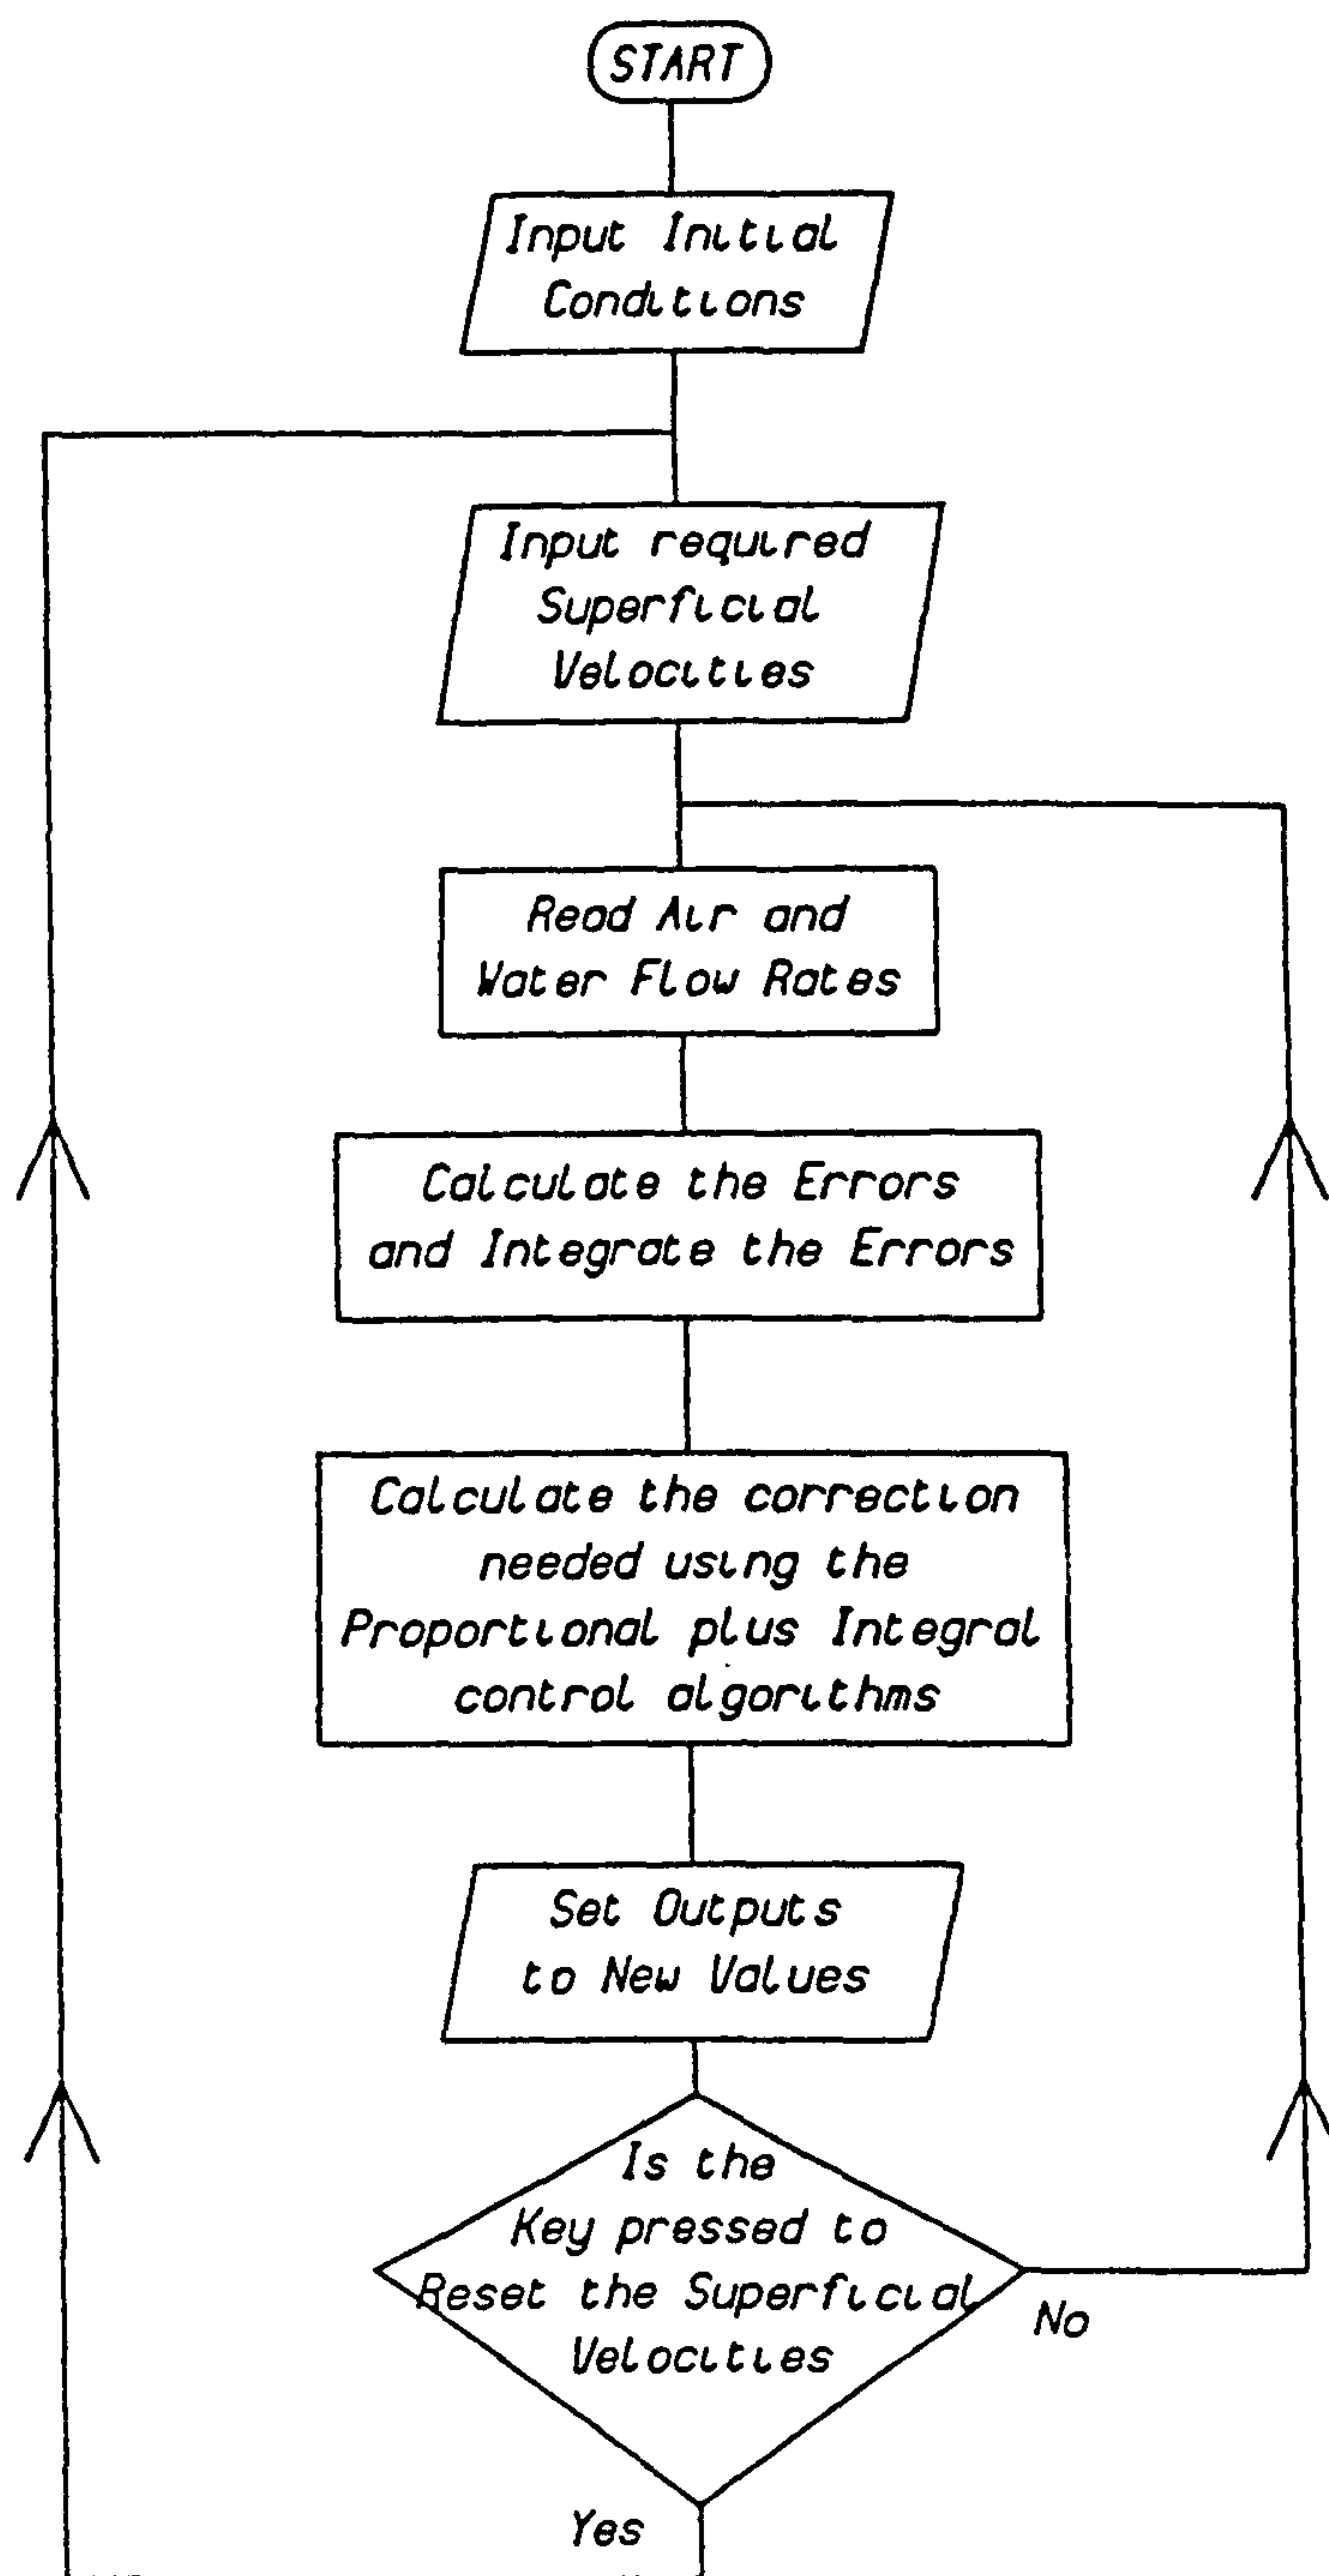 START
Input Initial
Conditions
Input required
Superficial
Velocities
Read Air and
Water Flow Rates
Calculate the Errors
and Integrate the Errors
Calculate the correction
needed using the
Proportional plus Integral
control algorithms
Set Outputs
to New Values
Is the
Key pressed to
Reset the Superficial
Velocities
No
Yes